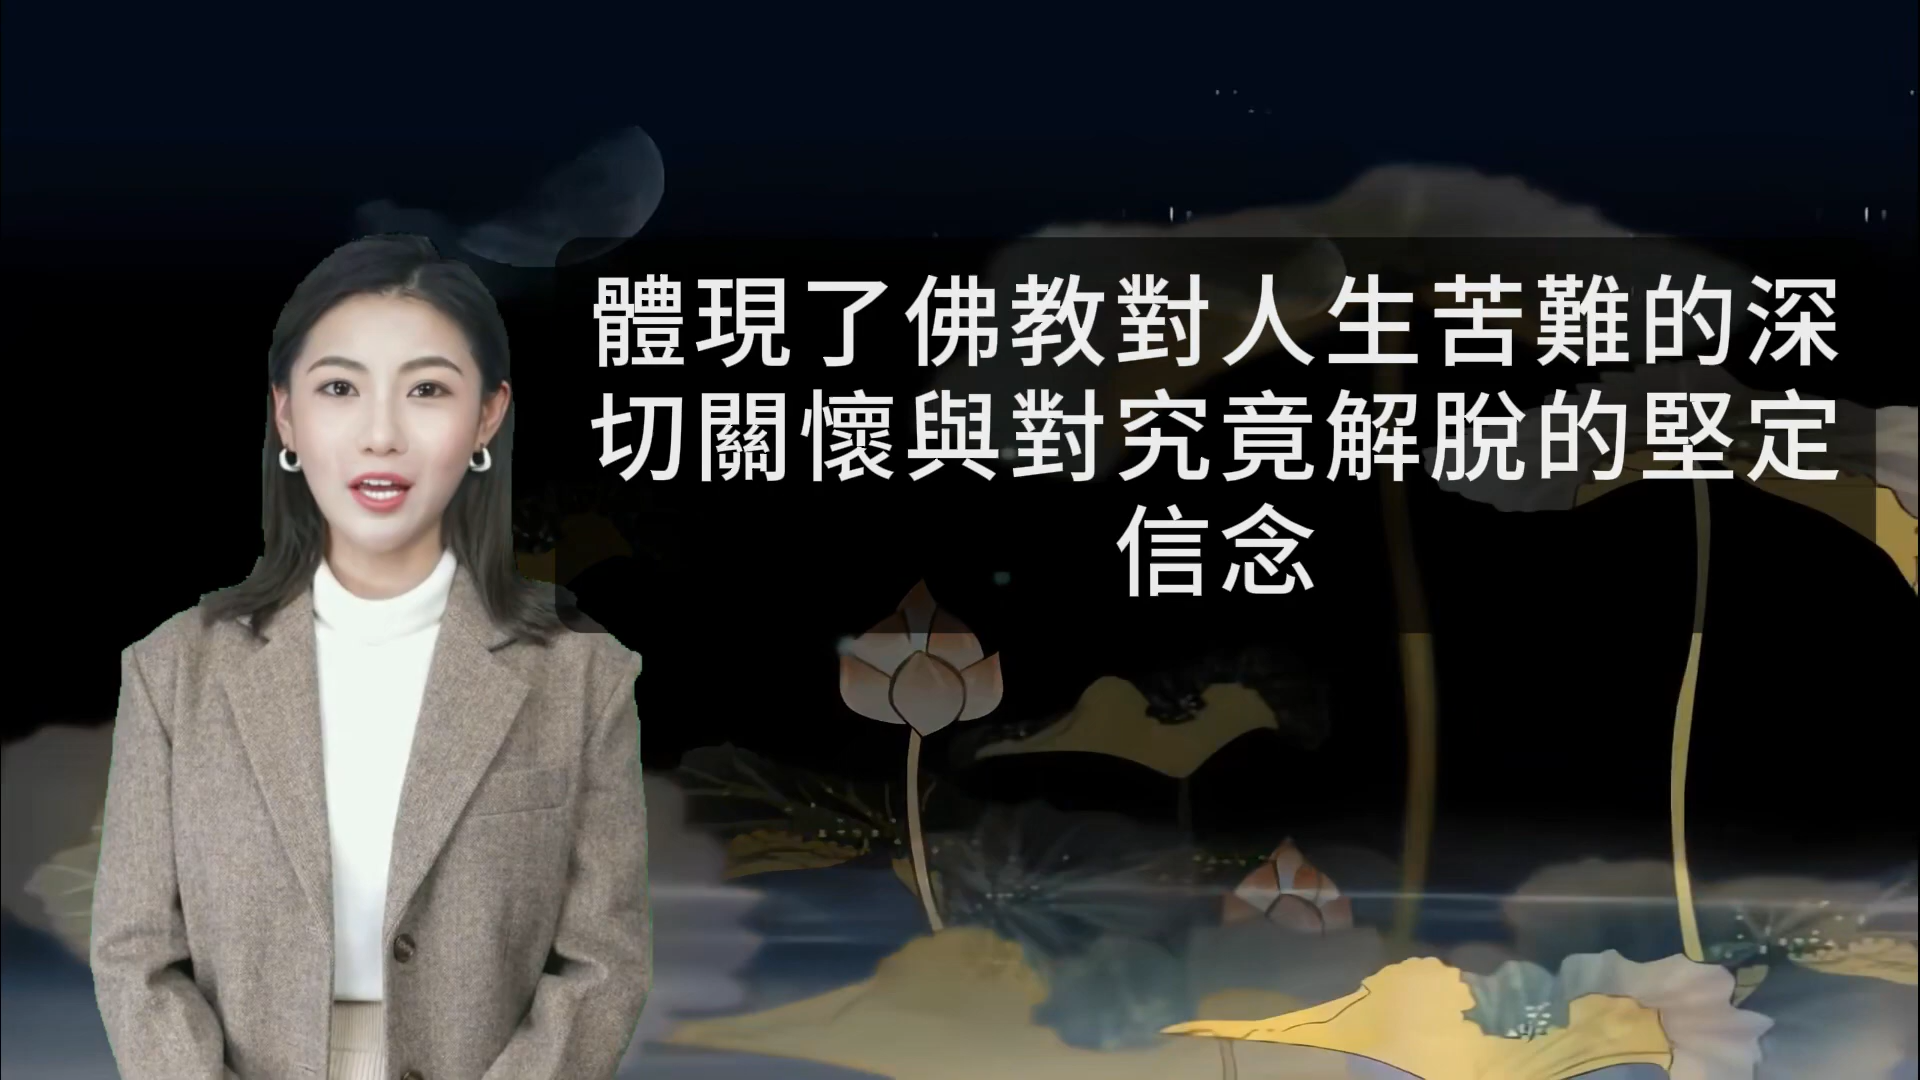 體現了佛教對人生苦難的深
切關懷與對究竟解脫的堅定
信念